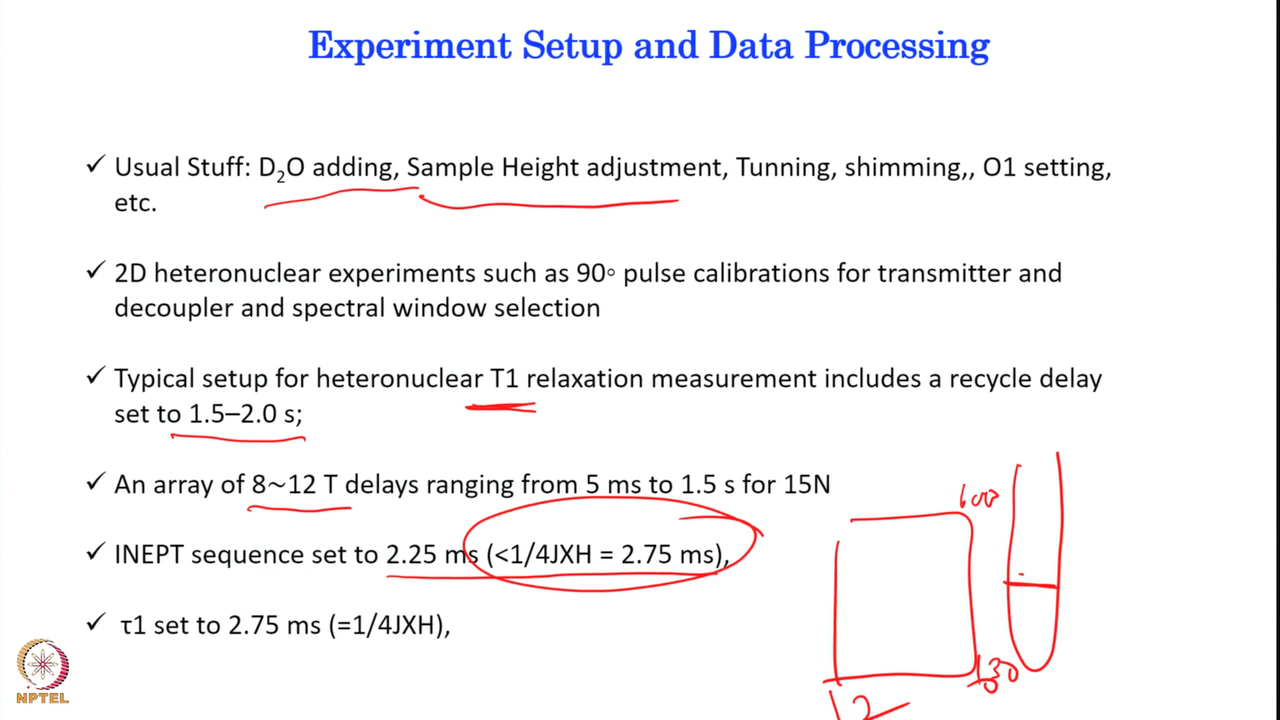 Experiment Setup and Data Processing
✓ Usual Stuff: D₂O adding, Sample Height adjustment, Tunning, shimming,, O1 setting,
etc.
✓ 2D heteronuclear experiments such as 90◦ pulse calibrations for transmitter and
decoupler and spectral window selection
✓ Typical setup for heteronuclear T1 relaxation measurement includes a recycle delay
set to 1.5–2.0 s;
✓ An array of 8~12 T delays ranging from 5 ms to 1.5 s for 15N
600
✓ INEPT sequence set to 2.25 ms (<1/4JXH = 2.75 ms),
✓ τ1 set to 2.75 ms (=1/4JXH),
12
NPTEL